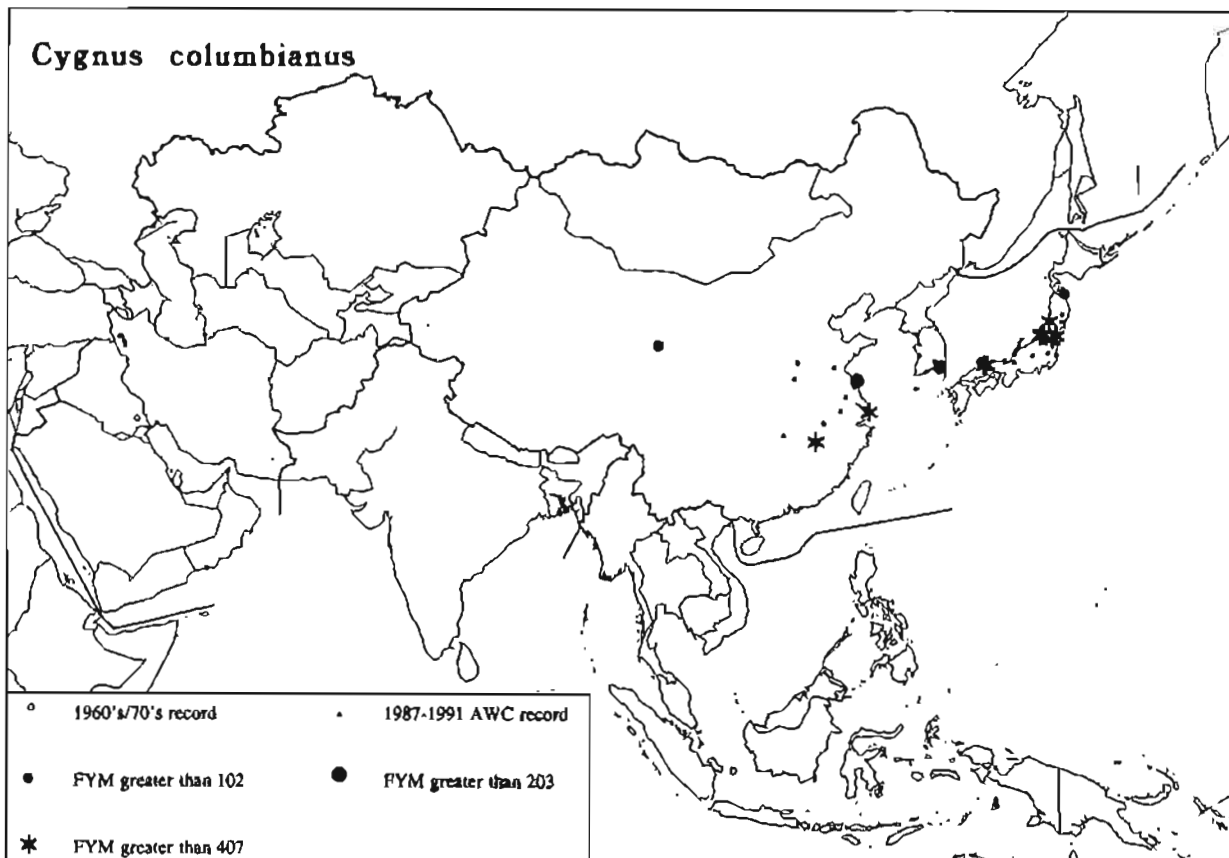 Cygnus columbianus
1960's/70's record
1987-1991 AWC record
FYM greater than 102
FYM greater than 203
FYM greater than 407